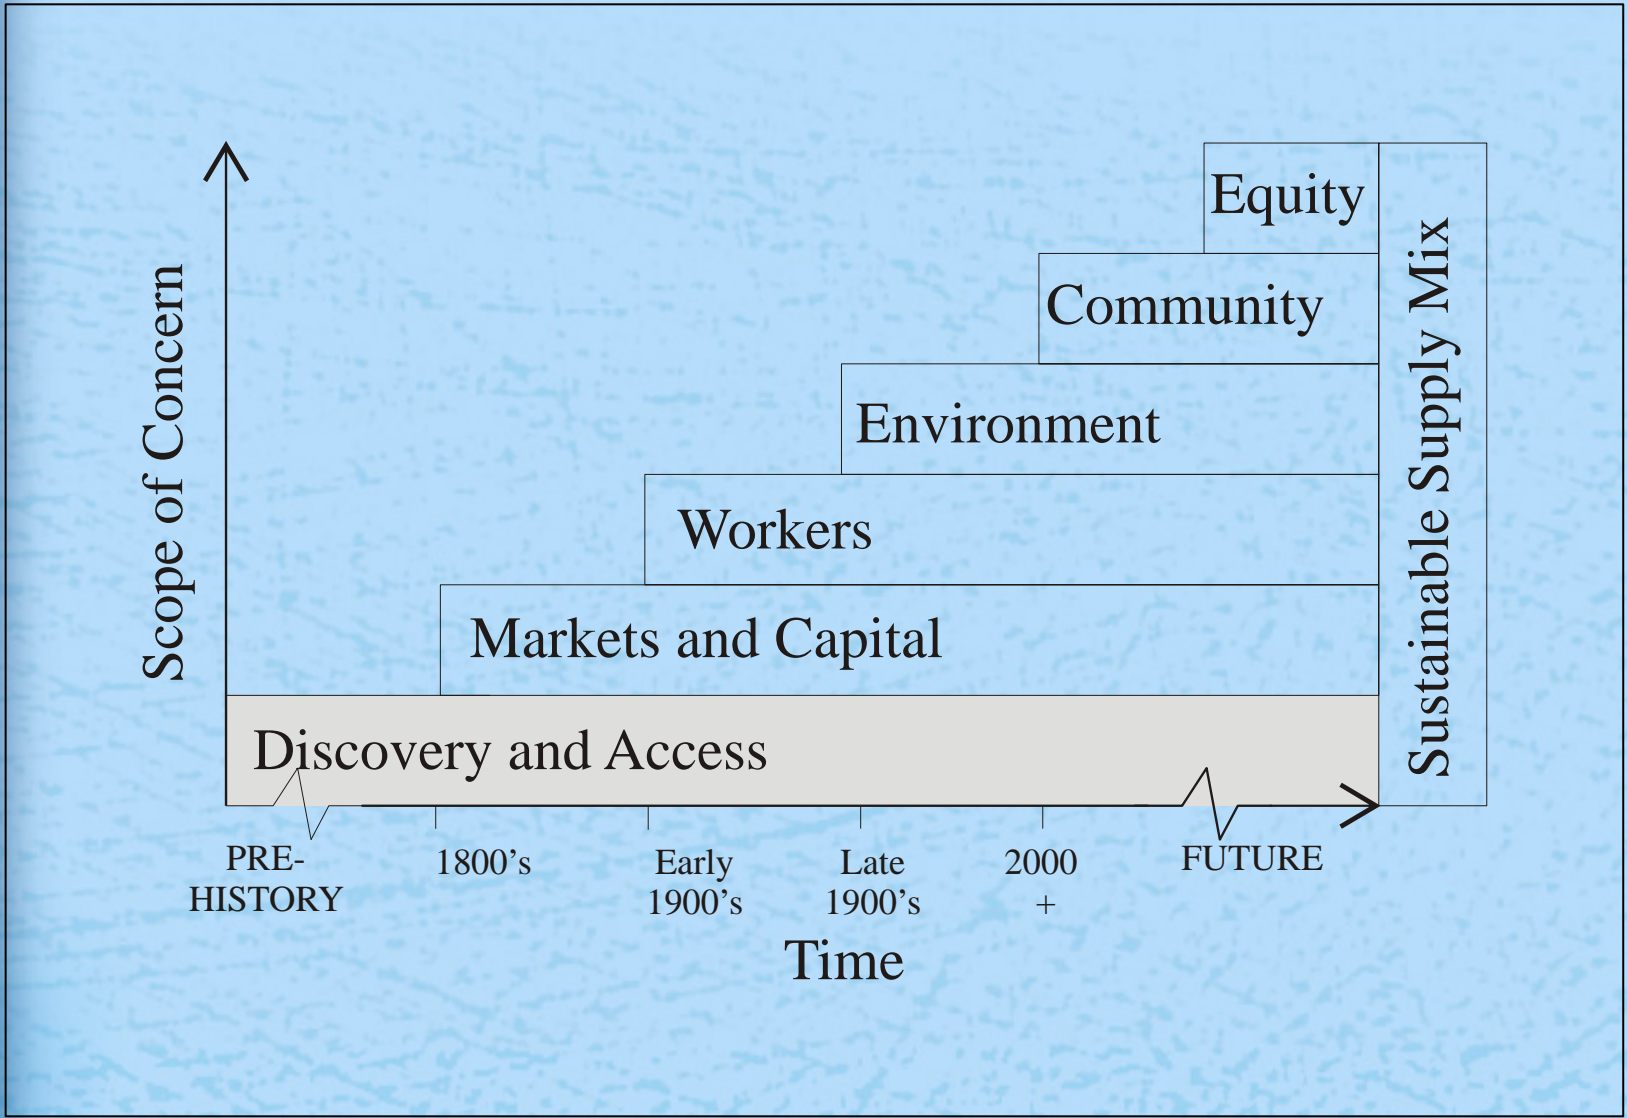 Equity
Community
Environment
Workers
Markets and Capital
Discovery and Access
Scope of Concern
Sustainable Supply Mix
PRE-
HISTORY
1800’s
Early
1900’s
Late
1900’s
2000
+
FUTURE
Time